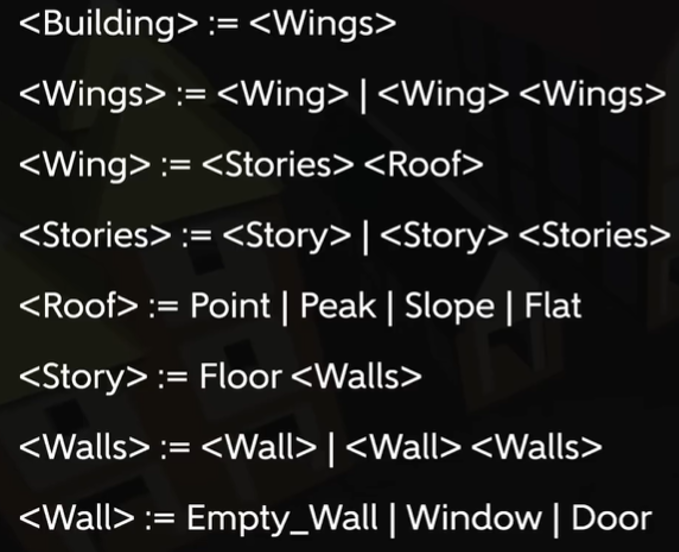 <Building> := <Wings>
<Wings> := <Wing> | <Wing> <Wings>
<Wing> := <Stories> <Roof>
<Stories> := <Story> | <Story> <Stories>
<Roof> := Point | Peak | Slope | Flat
<Story> := Floor <Walls>
<Walls> := <Wall> | <Wall> <Walls>
<Wall> := Empty_Wall | Window | Door